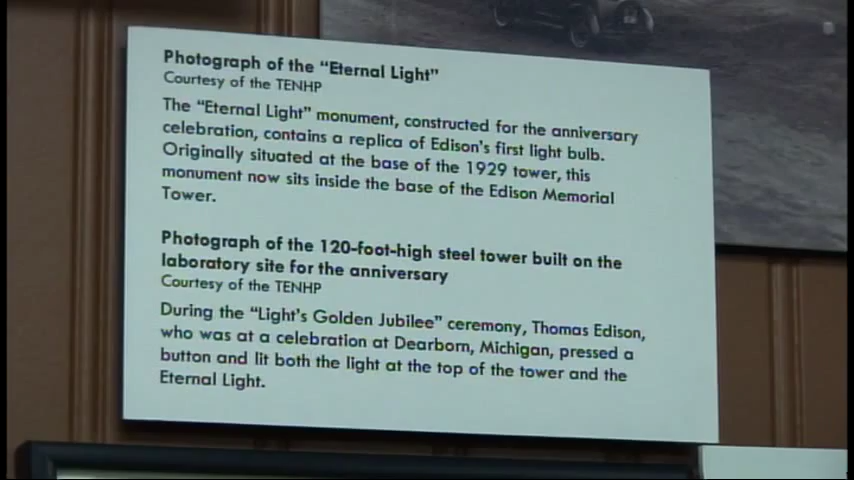 Photograph of the “Eternal Light”
Courtesy of the TENHP
The “Eternal Light” monument, constructed for the anniversary
celebration, contains a replica of Edison’s first light bulb.
Originally situated at the base of the 1929 tower, this
monument now sits inside the base of the Edison Memorial
Tower.
Photograph of the 120-foot-high steel tower built on the
laboratory site for the anniversary
Courtesy of the TENHP
During the “Light’s Golden Jubilee” ceremony, Thomas Edison,
who was at a celebration at Dearborn, Michigan, pressed a
button and lit both the light at the top of the tower and the
Eternal Light.